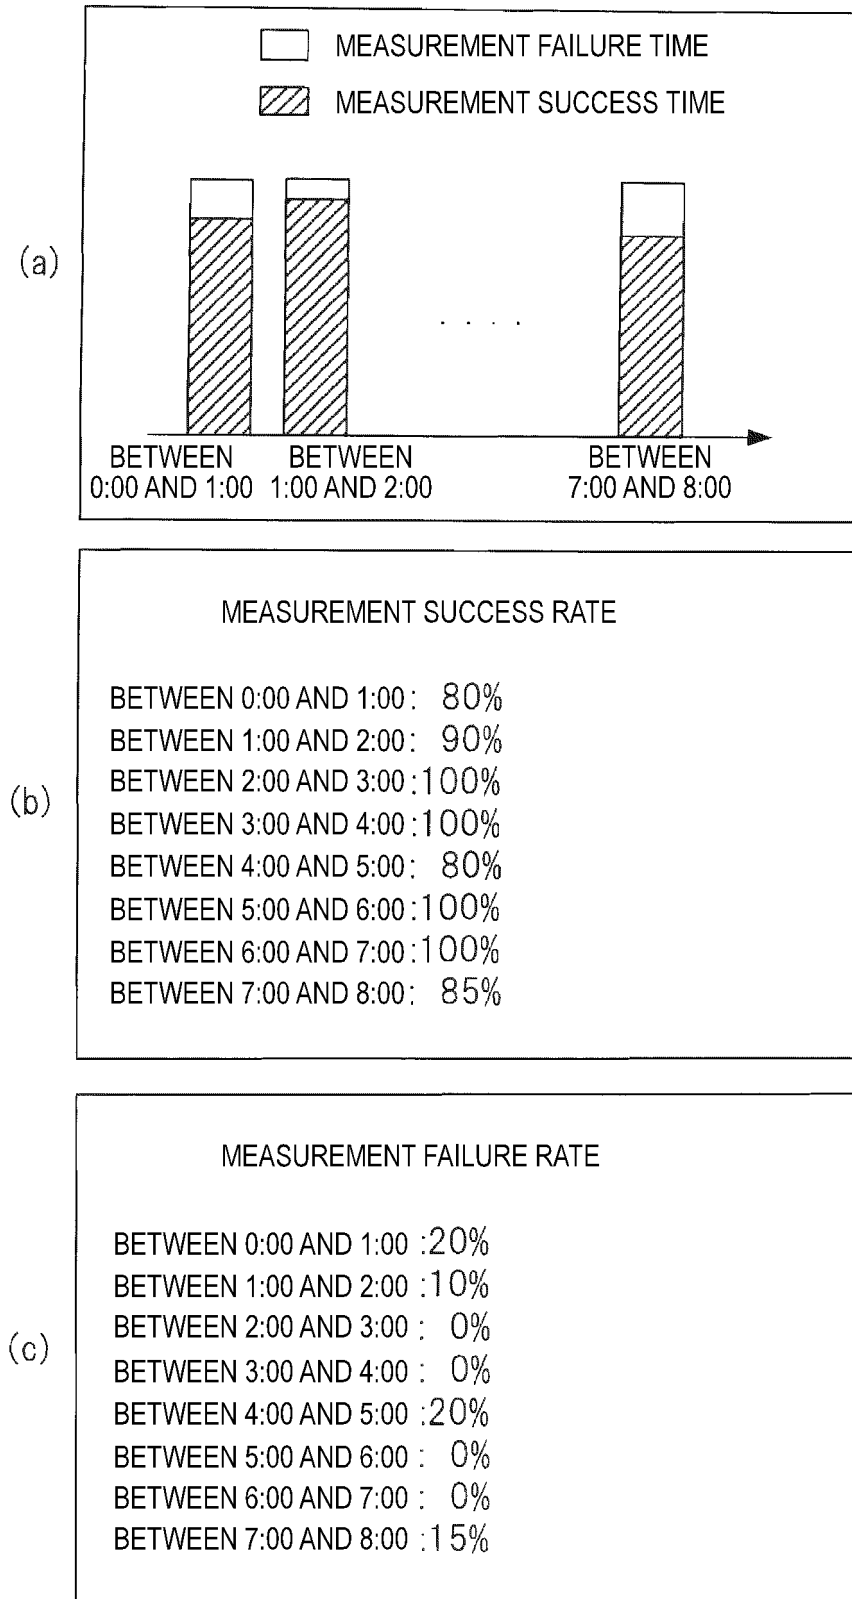 MEASUREMENT FAILURE TIME
MEASUREMENT SUCCESS TIME
(a)
. . . .
BETWEEN
0:00 AND 1:00
BETWEEN
1:00 AND 2:00
BETWEEN
7:00 AND 8:00
(b)
MEASUREMENT SUCCESS RATE
BETWEEN 0:00 AND 1:00: 80%
BETWEEN 1:00 AND 2:00: 90%
BETWEEN 2:00 AND 3:00:100%
BETWEEN 3:00 AND 4:00:100%
BETWEEN 4:00 AND 5:00: 80%
BETWEEN 5:00 AND 6:00:100%
BETWEEN 6:00 AND 7:00:100%
BETWEEN 7:00 AND 8:00: 85%
(c)
MEASUREMENT FAILURE RATE
BETWEEN 0:00 AND 1:00 :20%
BETWEEN 1:00 AND 2:00 :10%
BETWEEN 2:00 AND 3:00 : 0%
BETWEEN 3:00 AND 4:00 : 0%
BETWEEN 4:00 AND 5:00 :20%
BETWEEN 5:00 AND 6:00 : 0%
BETWEEN 6:00 AND 7:00 : 0%
BETWEEN 7:00 AND 8:00 :15%